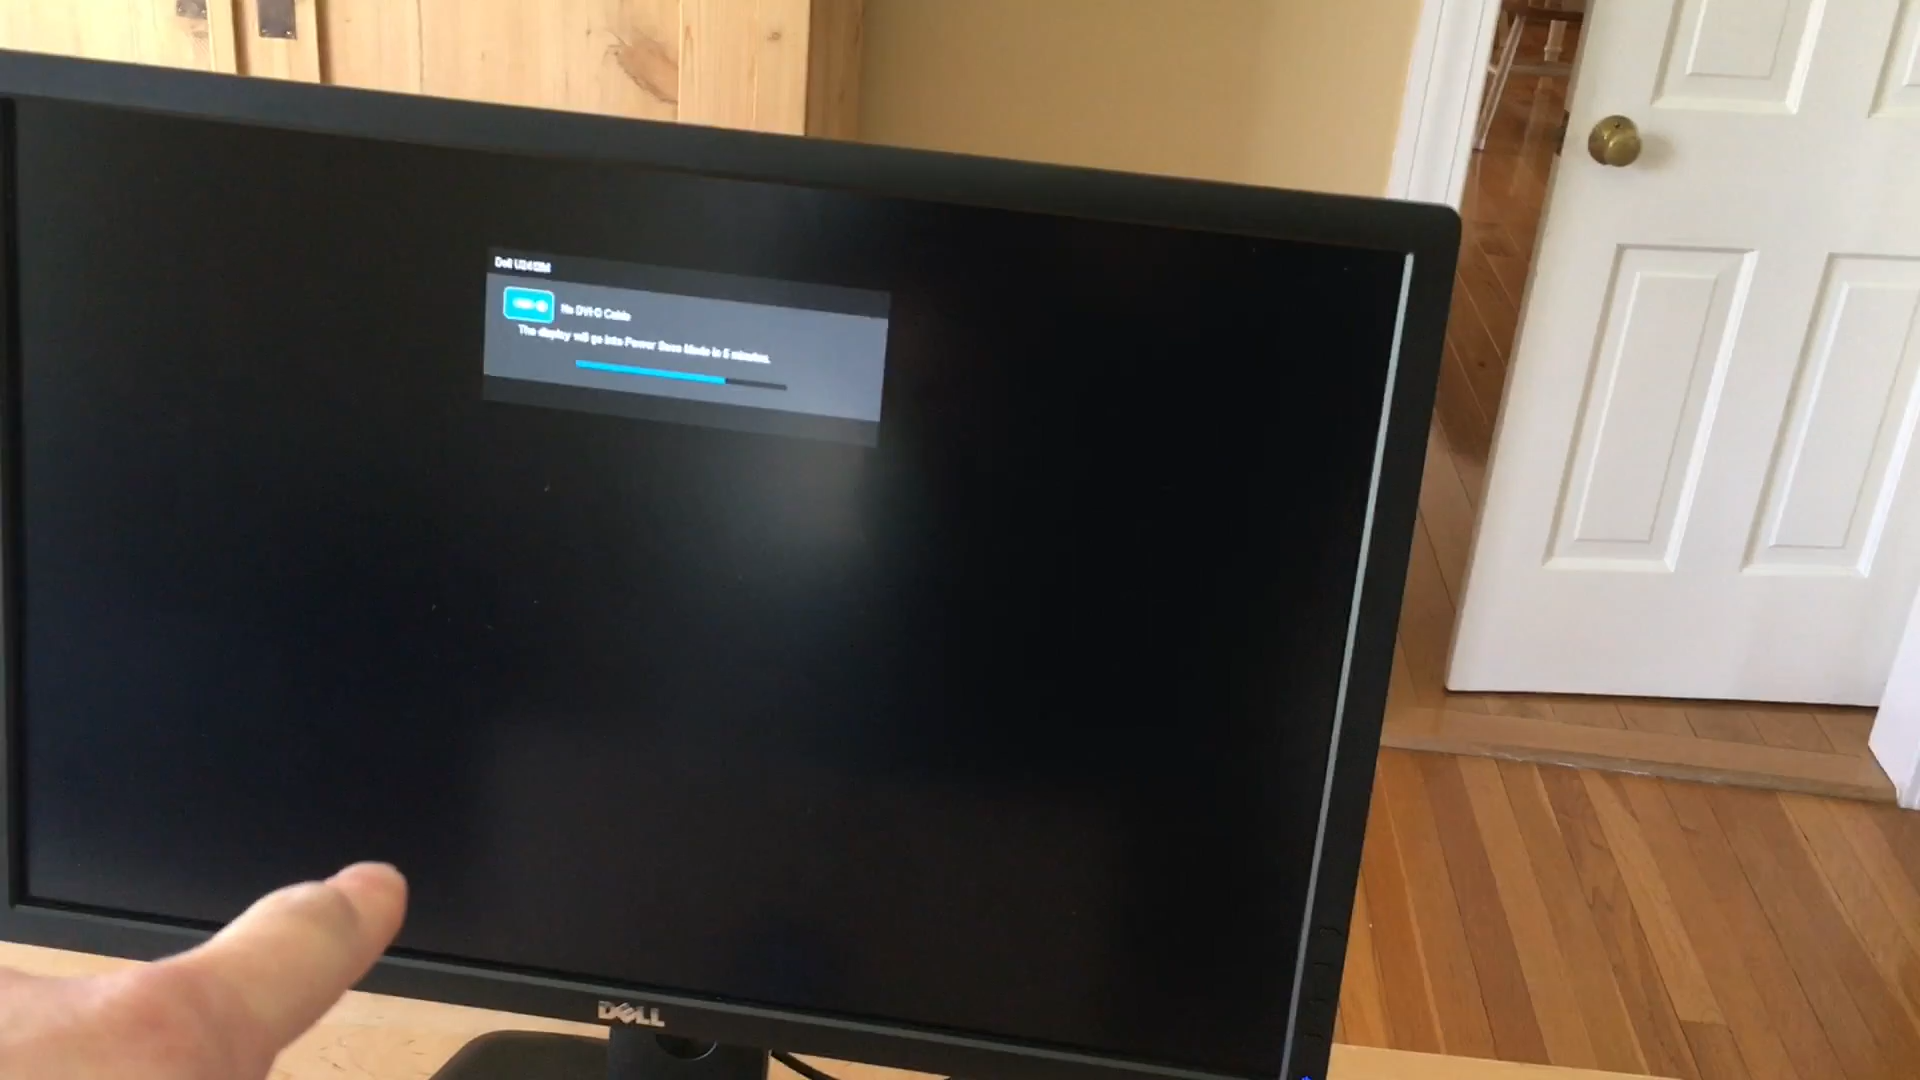 Dell U2412M
No DVI-D Cable
The display will go into Power Save Mode in 5 minutes.
DELL